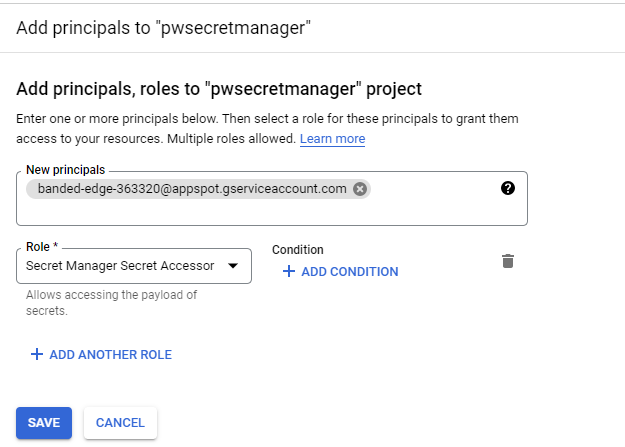 Add principals to "pwsecretmanager"
Add principals, roles to "pwsecretmanager" project
Enter one or more principals below. Then select a role for these principals to grant them
access to your resources. Multiple roles allowed. Learn more
New principals
banded-edge-363320@appspot.gserviceaccount.com
Role *
Secret Manager Secret Accessor
Condition
+ ADD CONDITION
Allows accessing the payload of
secrets.
+ ADD ANOTHER ROLE
SAVE CANCEL